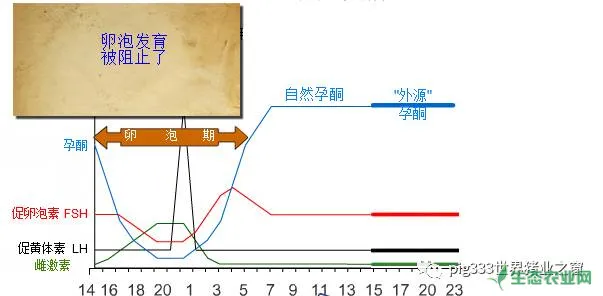 卵泡发育
被阻止了
自然孕酮
"外源"
孕酮
卵 泡 期
孕酮
促卵泡素 FSH
促黄体素 LH
雌激素
14 16 18 20 1 3 5 7 9 11 13 15 17 20 23
pig333世界猪业之窗
生态农业网